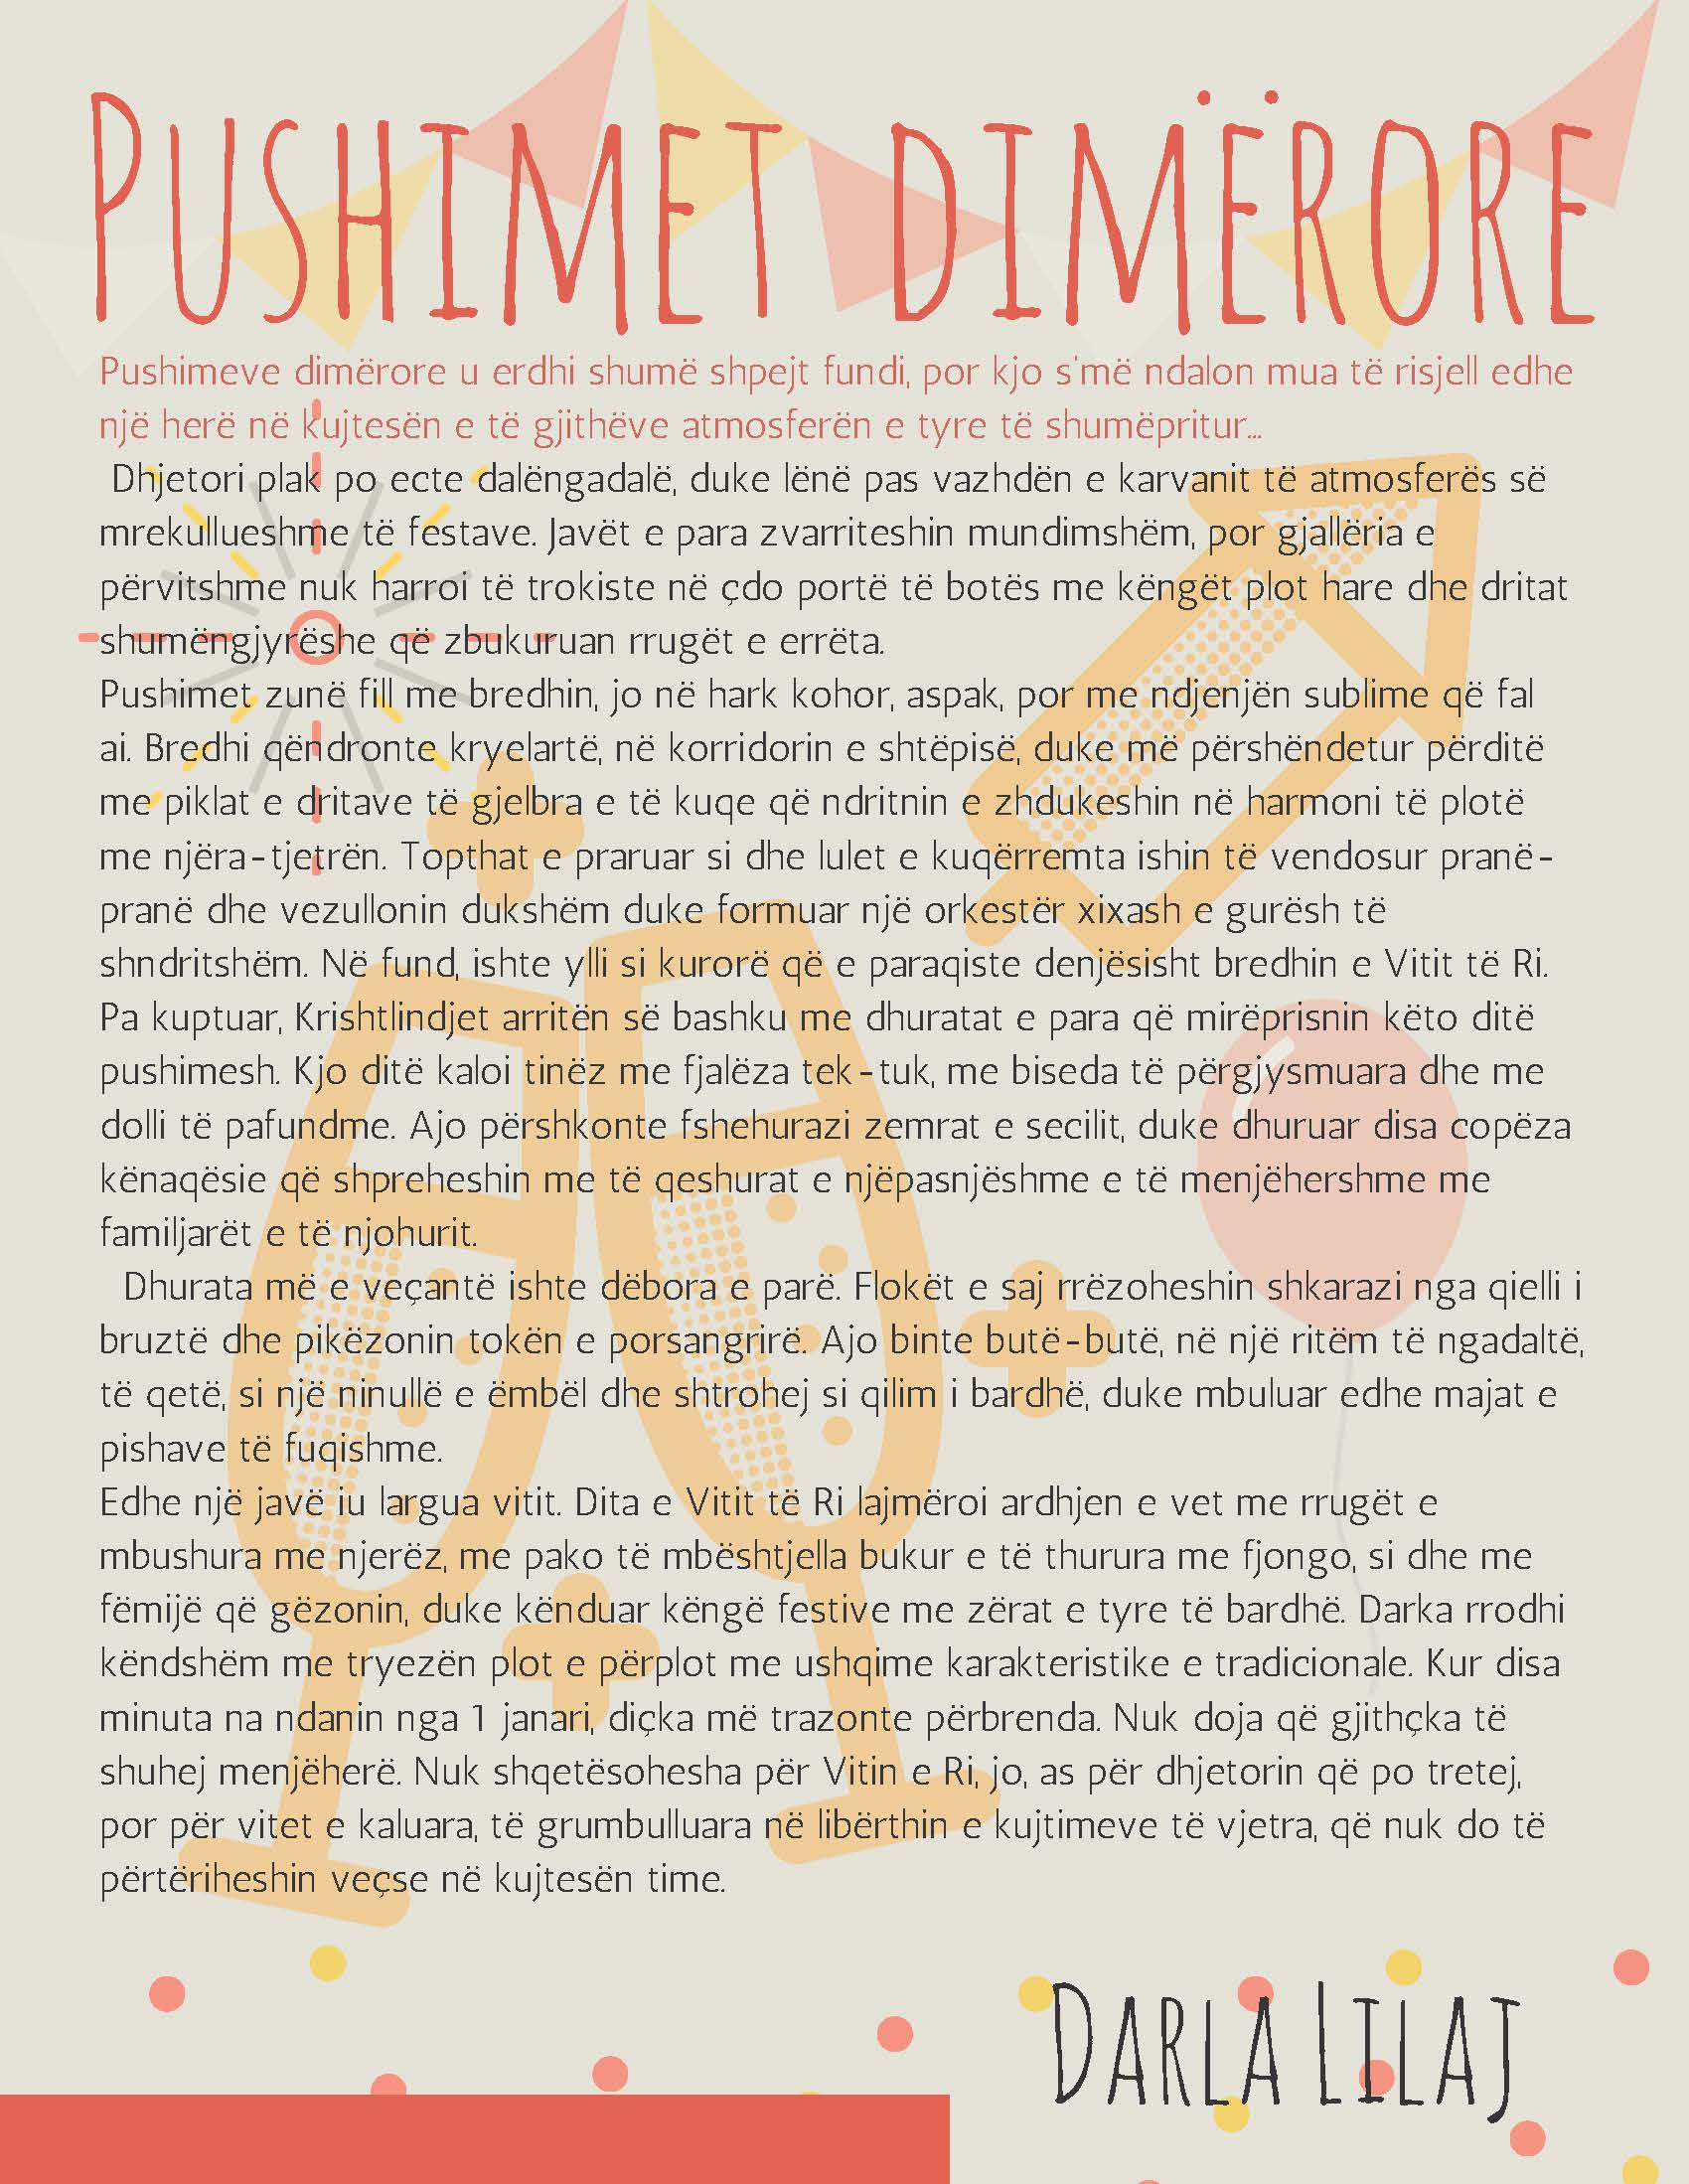 Pushimet dimërore
Pushimeve dimërore u erdhi shumë shpejt fundi, por kjo s'më ndalon mua të risjell edhe
një herë në kujtesën e të gjithëve atmosferën e tyre të shumëpritur...
Dhjetori plak po ecte dalëngadalë, duke lënë pas vazhdën e karvanit të atmosferës së
mrekullueshme të festave. Javët e para zvarriteshin mundimshëm, por gjallëria e
përvitshme nuk harroi të trokiste në çdo portë të botës me këngët plot hare dhe dritat
shumëngjyrëshe që zbukuruan rrugët e errëta.
Pushimet zunë fill me bredhin, jo në hark kohor, aspak, por me ndjenjën sublime që fal
ai. Bredhi qëndronte kryelartë, në korridorin e shtëpisë, duke më përshëndetur përditë
me piklat e dritave të gjelbra e të kuqe që ndritnin e zhdukeshin në harmoni të plotë
me njëra-tjetrën. Topthat e praruar si dhe lulet e kuqërremta ishin të vendosur pranë-
pranë dhe vezullonin dukshëm duke formuar një orkestër xixash e gurësh të
shndritshëm. Në fund, ishte ylli si kurorë që e paraqiste denjësisht bredhin e Vitit të Ri.
Pa kuptuar, Krishtlindjet arritën së bashku me dhuratat e para që mirëprisnin këto ditë
pushimesh. Kjo ditë kaloi tinëz me fjalëza tek-tuk, me biseda të përgjysmuara dhe me
dolli të pafundme. Ajo përshkonte fshehurazi zemrat e secilit, duke dhuruar disa copëza
kënaqësie që shpreheshin me të qeshurat e njëpasnjëshme e të menjëhershme me
familjarët e të njohurit.
Dhurata më e veçantë ishte dëbora e parë. Flokët e saj rrëzoheshin shkarazi nga qielli i
bruztë dhe pikëzonin tokën e porsangrirë. Ajo binte butë-butë, në një ritëm të ngadaltë,
të qetë, si një ninullë e ëmbël dhe shtrohej si qilim i bardhë, duke mbuluar edhe majat e
pishave të fuqishme.
Edhe një javë iu largua vitit. Dita e Vitit të Ri lajmëroi ardhjen e vet me rrugët e
mbushura me njerëz, me pako të mbështjella bukur e të thurura me fjongo, si dhe me
fëmijë që gëzonin, duke kënduar këngë festive me zërat e tyre të bardhë. Darka rrodhi
këndshëm me tryezën plot e përplot me ushqime karakteristike e tradicionale. Kur disa
minuta na ndanin nga 1 janari, diçka më trazonte përbrenda. Nuk doja që gjithçka të
shuhej menjëherë. Nuk shqetësohesha për Vitin e Ri, jo, as për dhjetorin që po tretej,
por për vitet e kaluara, të grumbulluara në libërthin e kujtimeve të vjetra, që nuk do të
përtëriheshin veçse në kujtesën time.
Darla Lilaj